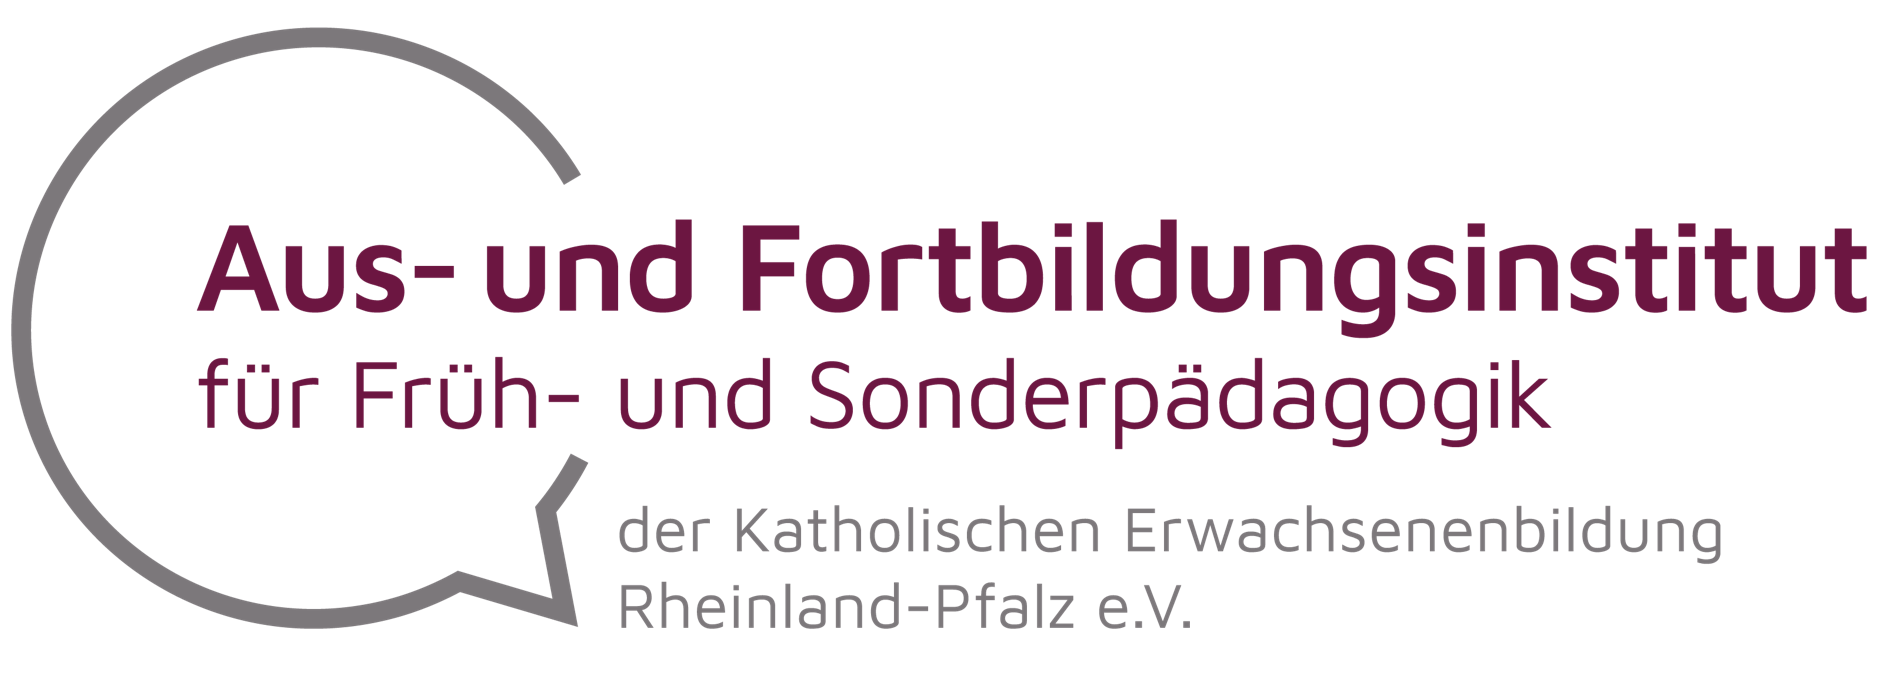 Aus- und Fortbildungsinstitut
für Früh- und Sonderpädagogik
der Katholischen Erwachsenenbildung
Rheinland-Pfalz e.V.